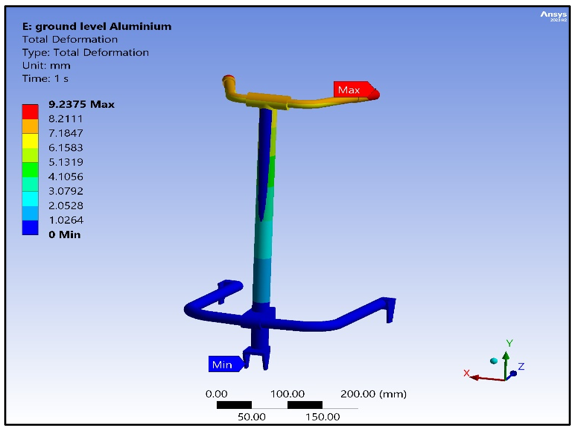 Ansys
E: ground level Aluminium
Total Deformation
Type: Total Deformation
Unit: mm
Time: 1 s
9.2375 Max
8.2111
7.1847
6.1583
5.1319
4.1056
3.0792
2.0528
1.0264
0 Min
Max
Min
0.00 100.00 200.00 (mm)
50.00 150.00
Y
X Z